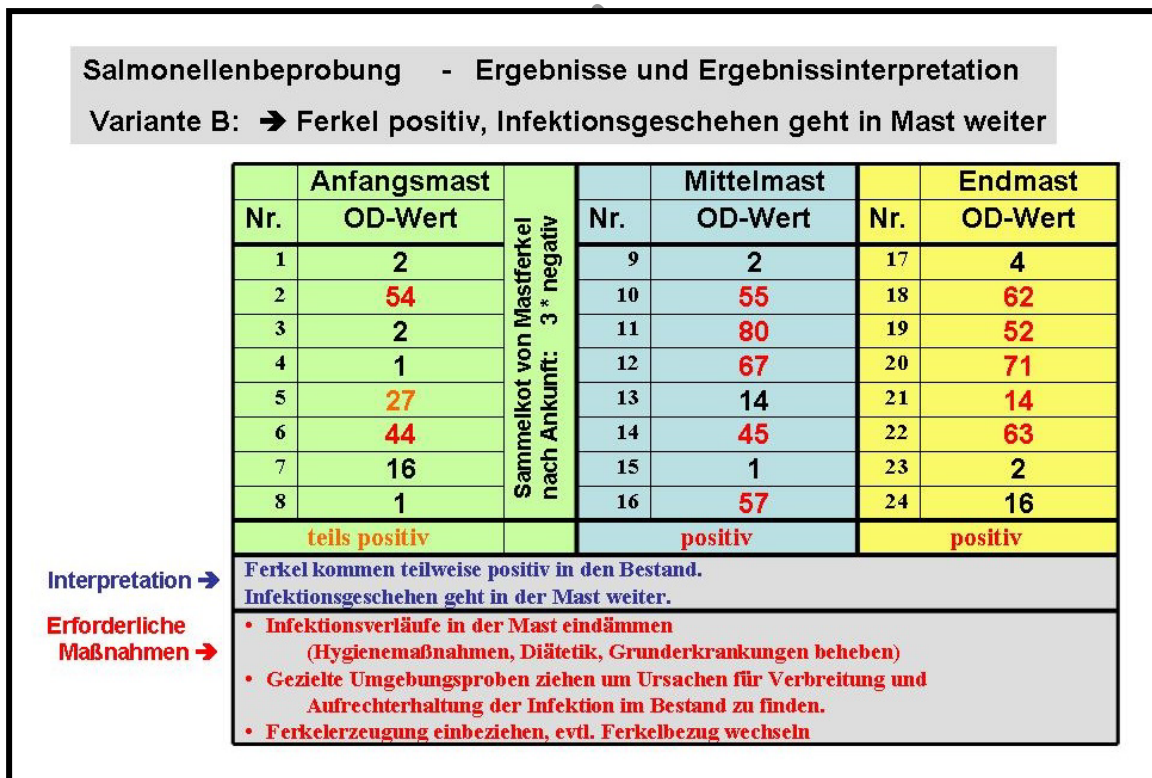 Salmonellenbeprobung - Ergebnisse und Ergebnissinterpretation
Variante B: ➔ Ferkel positiv, Infektionsgeschehen geht in Mast weiter
Anfangsmast Mittelmast Endmast
Nr. OD-Wert Nr. OD-Wert Nr. OD-Wert
Sammelkot von Mastferkel
nach Ankunft: 3 * negativ
1 2 9 2 17 4
2 54 10 55 18 62
3 2 11 80 19 52
4 1 12 67 20 71
5 27 13 14 21 14
6 44 14 45 22 63
7 16 15 1 23 2
8 1 16 57 24 16
teils positiv positiv positiv
Interpretation ➔
Ferkel kommen teilweise positiv in den Bestand.
Infektionsgeschehen geht in der Mast weiter.
Erforderliche
Maßnahmen ➔
• Infektionsverläufe in der Mast eindämmen
(Hygienemaßnahmen, Diätetik, Grunderkrankungen beheben)
• Gezielte Umgebungsproben ziehen um Ursachen für Verbreitung und
Aufrechterhaltung der Infektion im Bestand zu finden.
• Ferkelerzeugung einbeziehen, evtl. Ferkelbezug wechseln